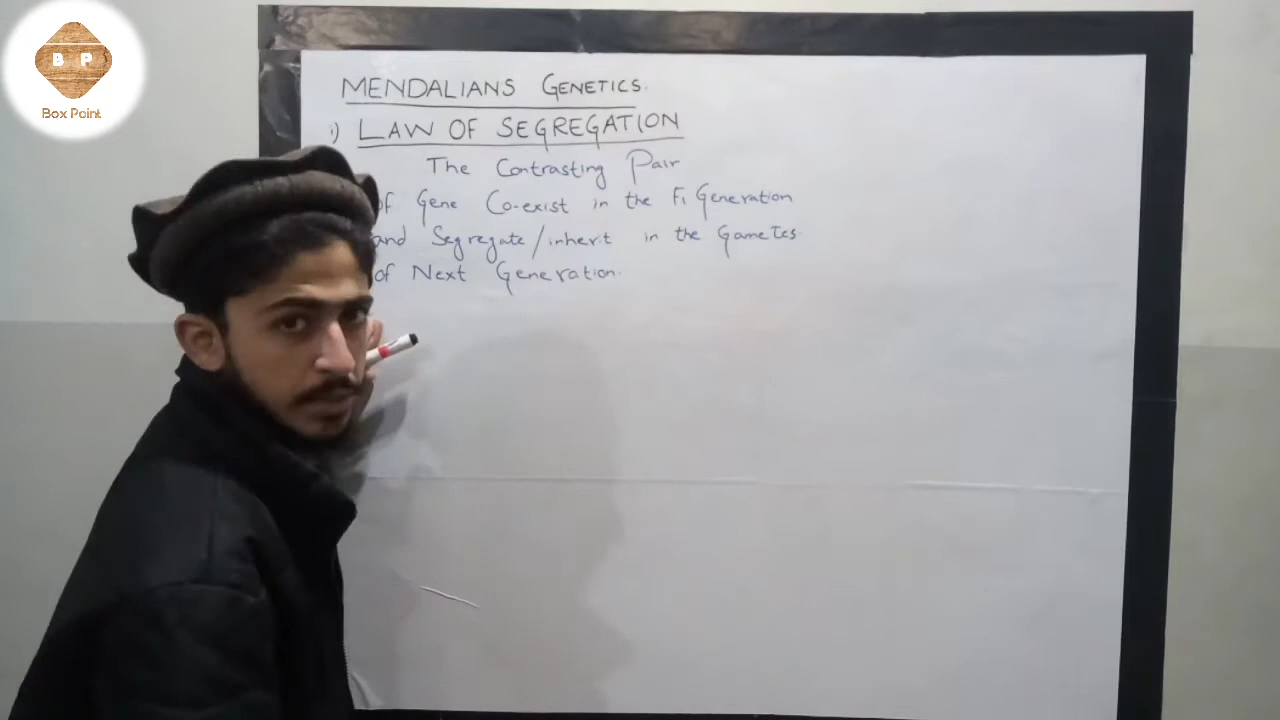 B P
Box Point
MENDALIANS GENETICS.
i) LAW OF SEGREGATION
The Contrasting Pair
of Gene Co-exist in the F1 Generation
and Segregate/inherit in the Gametes.
of Next Generation.